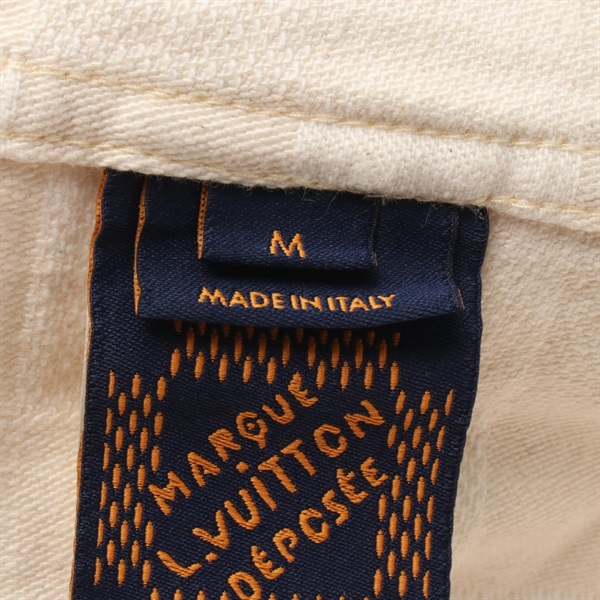 M
MADE IN ITALY
MARQUE
L.VUITTON
DÉPOSÉE